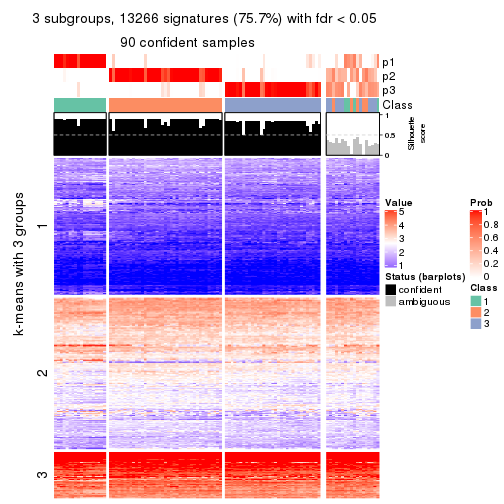 3 subgroups, 13266 signatures (75.7%) with fdr < 0.05
90 confident samples
p1
p2
p3
Class
1
0.5
0
Silhouette
score
k-means with 3 groups
1
2
3
Value
5
4
3
2
1
Status (barplots)
confident
ambiguous
Prob
1
0.8
0.6
0.4
0.2
0
Class
1
2
3